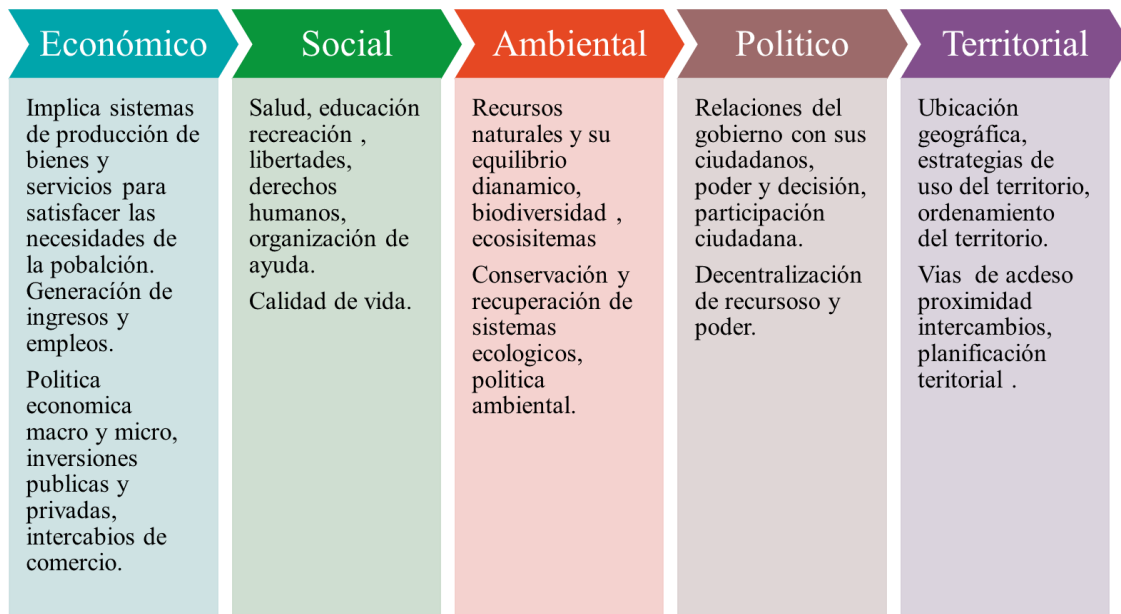 Económico
Implica sistemas
de producción de
bienes y
servicios para
satisfacer las
necesidades de
la pobalción.
Generacíón de
ingresos y
empleos.
Politica
economica
macro y micro,
inversiones
publicas y
privadas,
intercabios de
comercio.
Social
Salud, educación
recreación ,
libertades,
derechos
humanos,
organización de
ayuda.
Calidad de vida.
Ambiental
Recursos
naturales y su
equilibrio
dianamico,
biodiversidad ,
ecosisitemas
Conservación y
recuperación de
sistemas
ecologicos,
politica
ambiental.
Politico
Relaciones del
gobierno con sus
ciudadanos,
poder y decisión,
participación
ciudadana.
Decentralización
de recursoso y
poder.
Territorial
Ubicación
geográfica,
estrategias de
uso del territorio,
ordenamiento
del territorio.
Vias de acdeso
proximidad
intercambios,
planificación
teritorial .